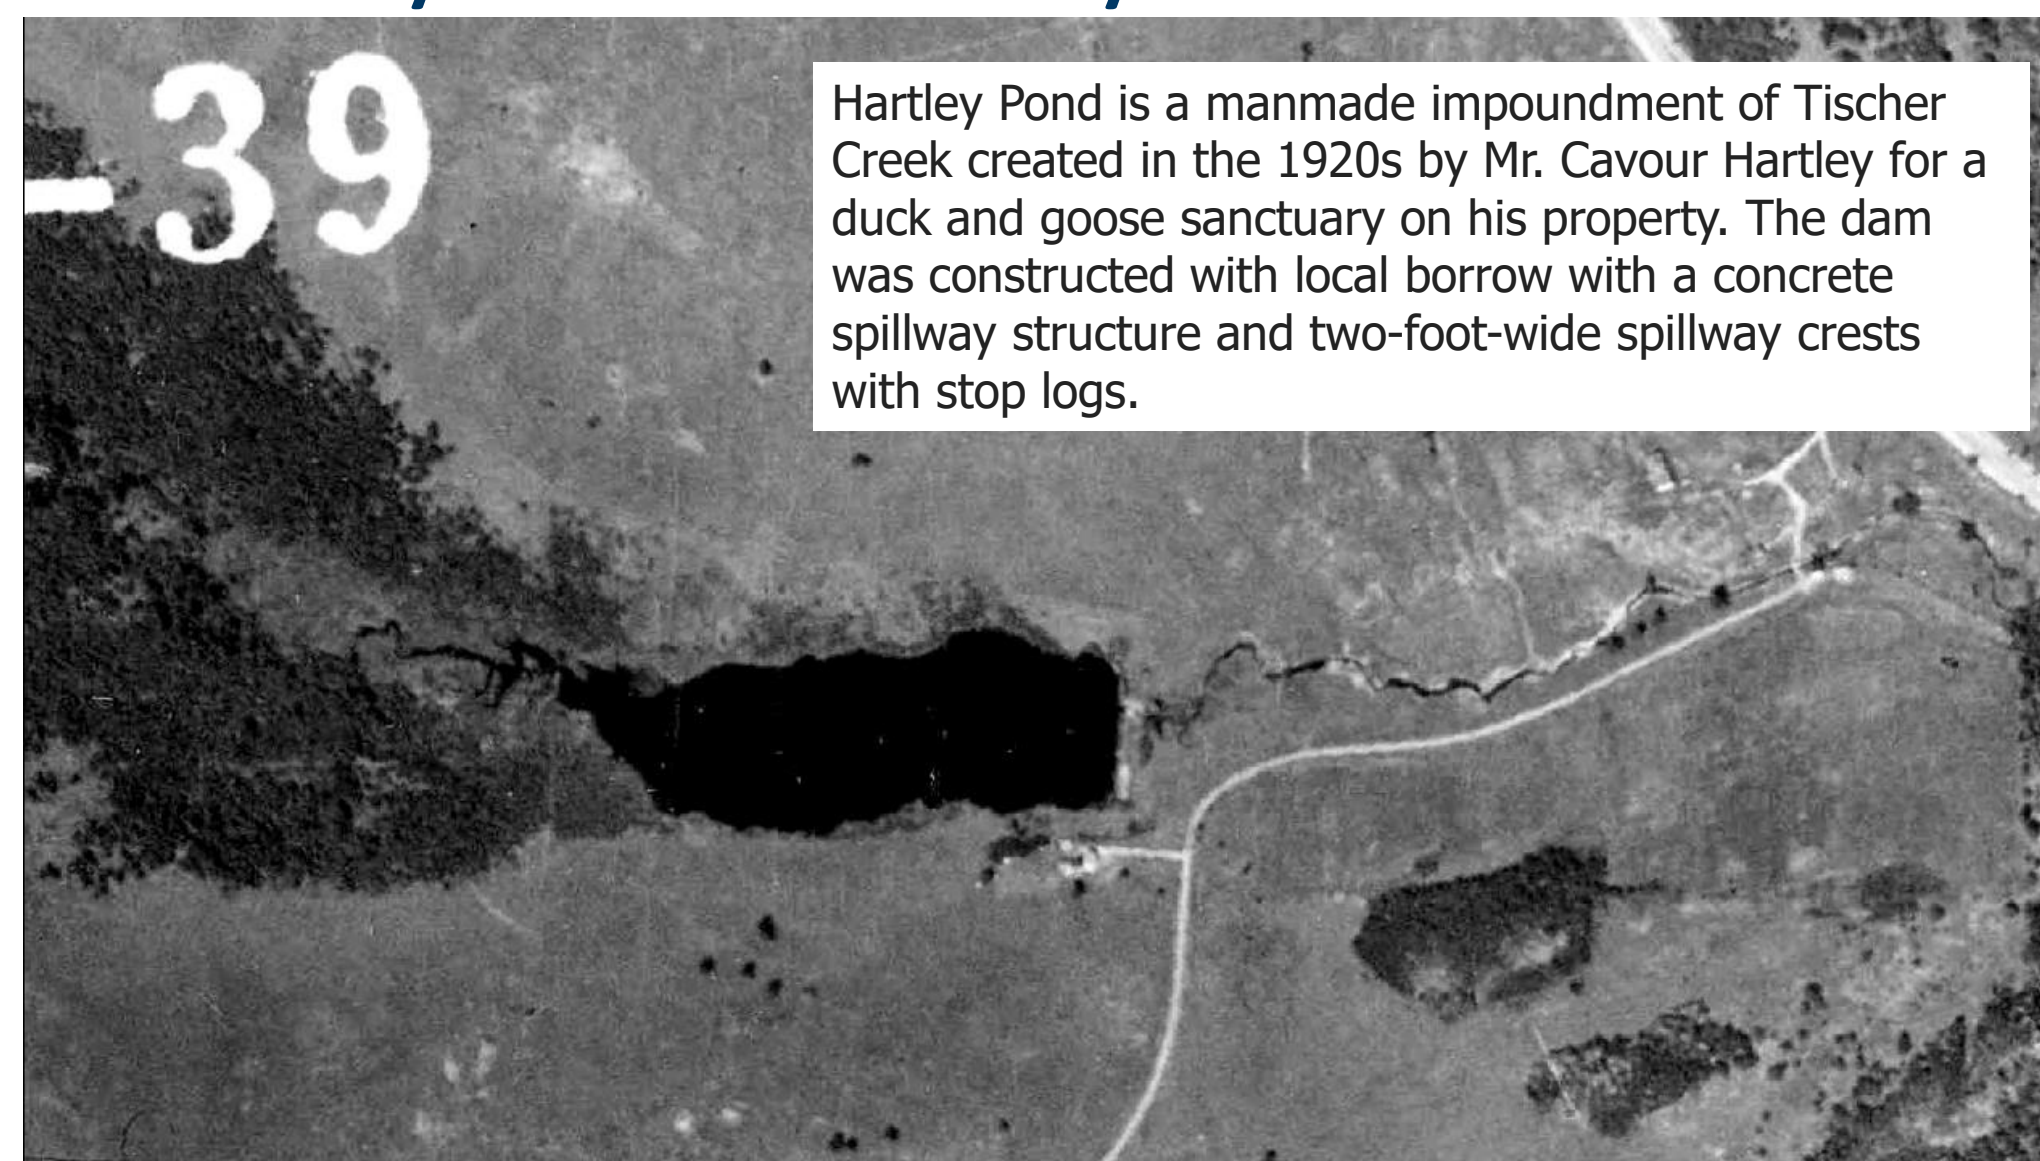 -39
Hartley Pond is a manmade impoundment of Tischer
Creek created in the 1920s by Mr. Cavour Hartley for a
duck and goose sanctuary on his property. The dam
was constructed with local borrow with a concrete
spillway structure and two-foot-wide spillway crests
with stop logs.